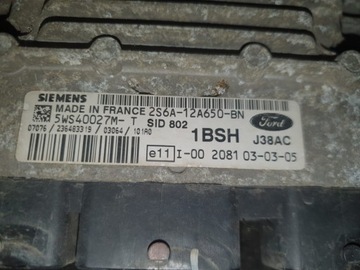 SIEMENS MADE IN FRANCE 2S6A-12A650-BN
5WS40027M- T SID 802
07076 / 236483319 / 03064 / 101A0
1BSH
Ford
J38AC
e11 I-00 2081 03-03-05